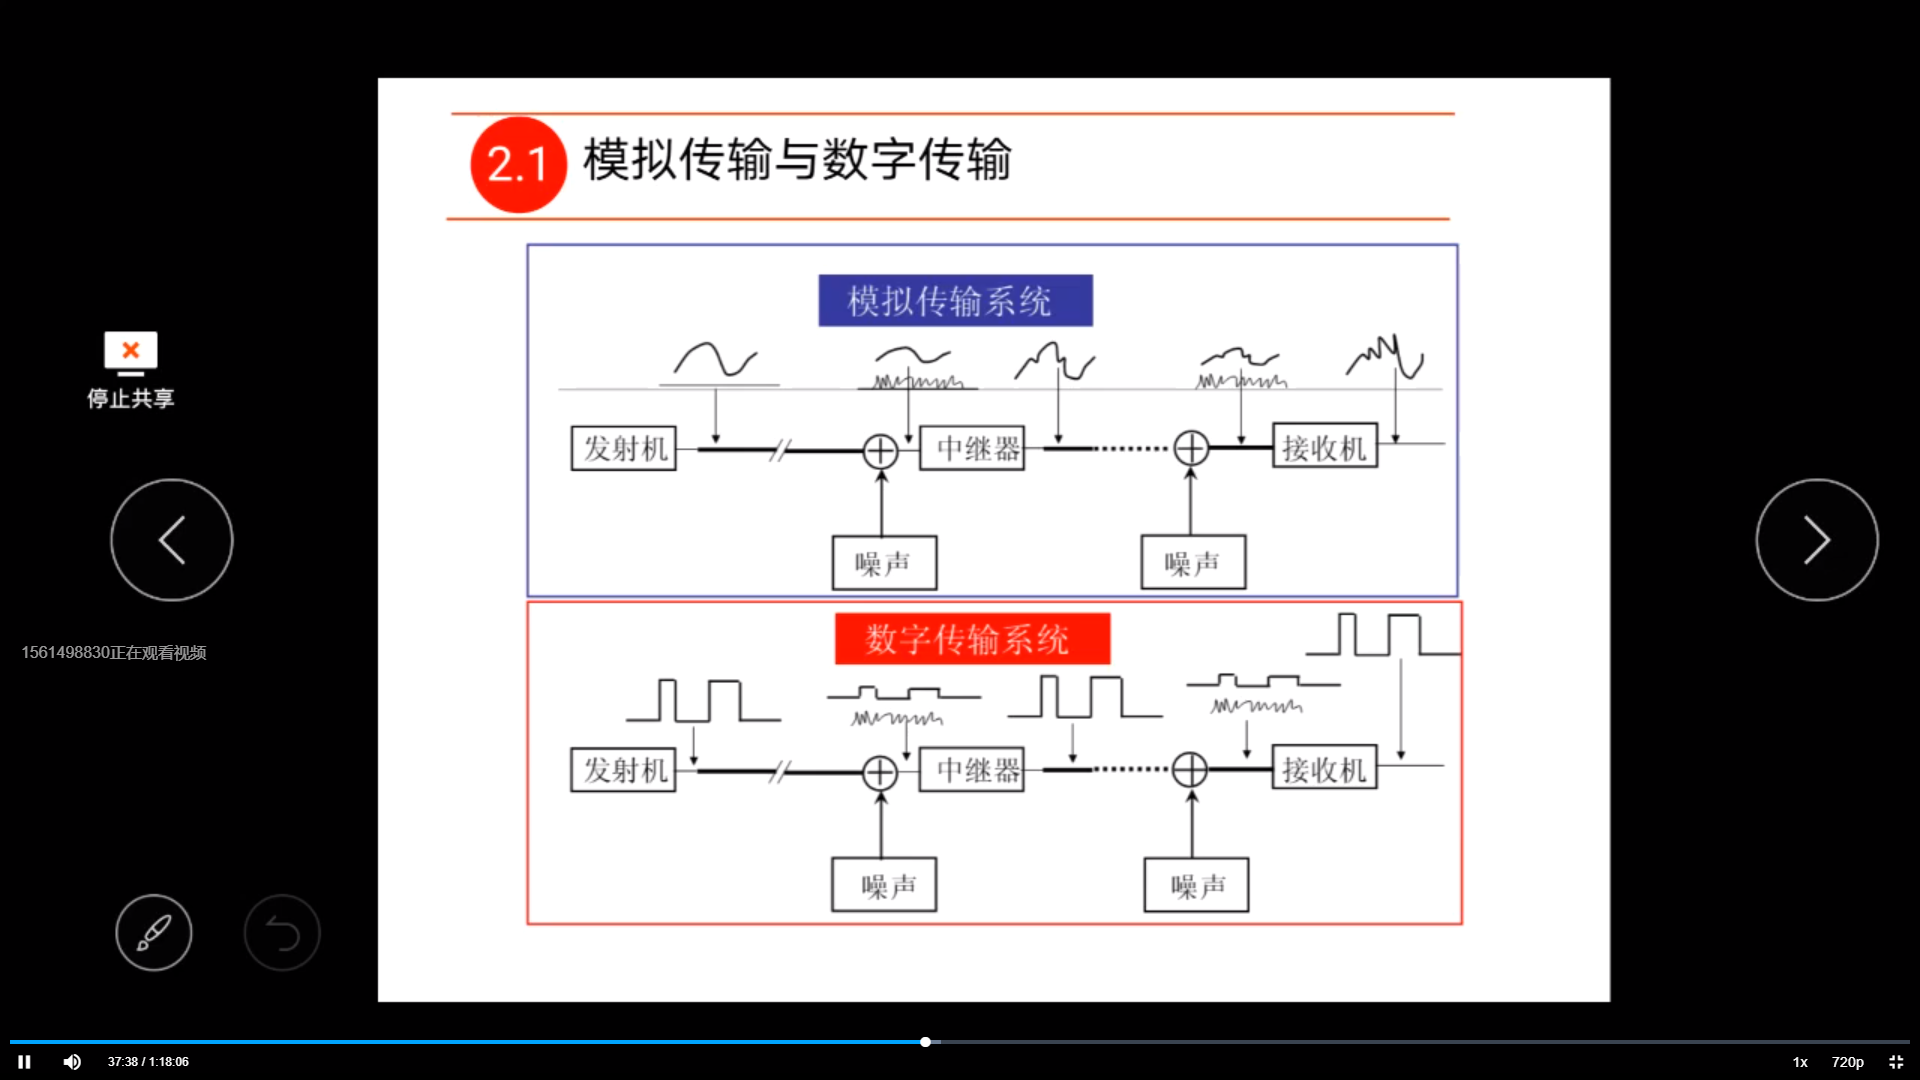 2.1 模拟传输与数字传输
模拟传输系统
发射机 中继器 接收机
噪声 噪声
数字传输系统
发射机 中继器 接收机
噪声 噪声
停止共享
1561498830正在观看视频
37:38 / 1:18:06 1x 720p